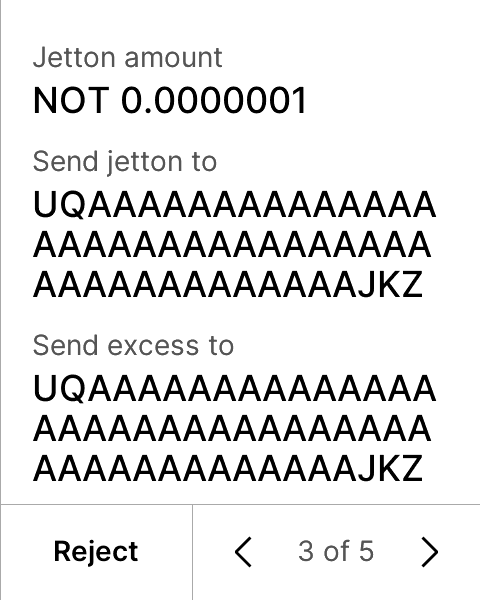 Jetton amount
NOT 0.0000001
Send jetton to
UQAAAAAAAAAAAAAA
AAAAAAAAAAAAAAAA
AAAAAAAAAAAAAJKZ
Send excess to
UQAAAAAAAAAAAAAA
AAAAAAAAAAAAAAAA
AAAAAAAAAAAAAJKZ
Reject
3 of 5